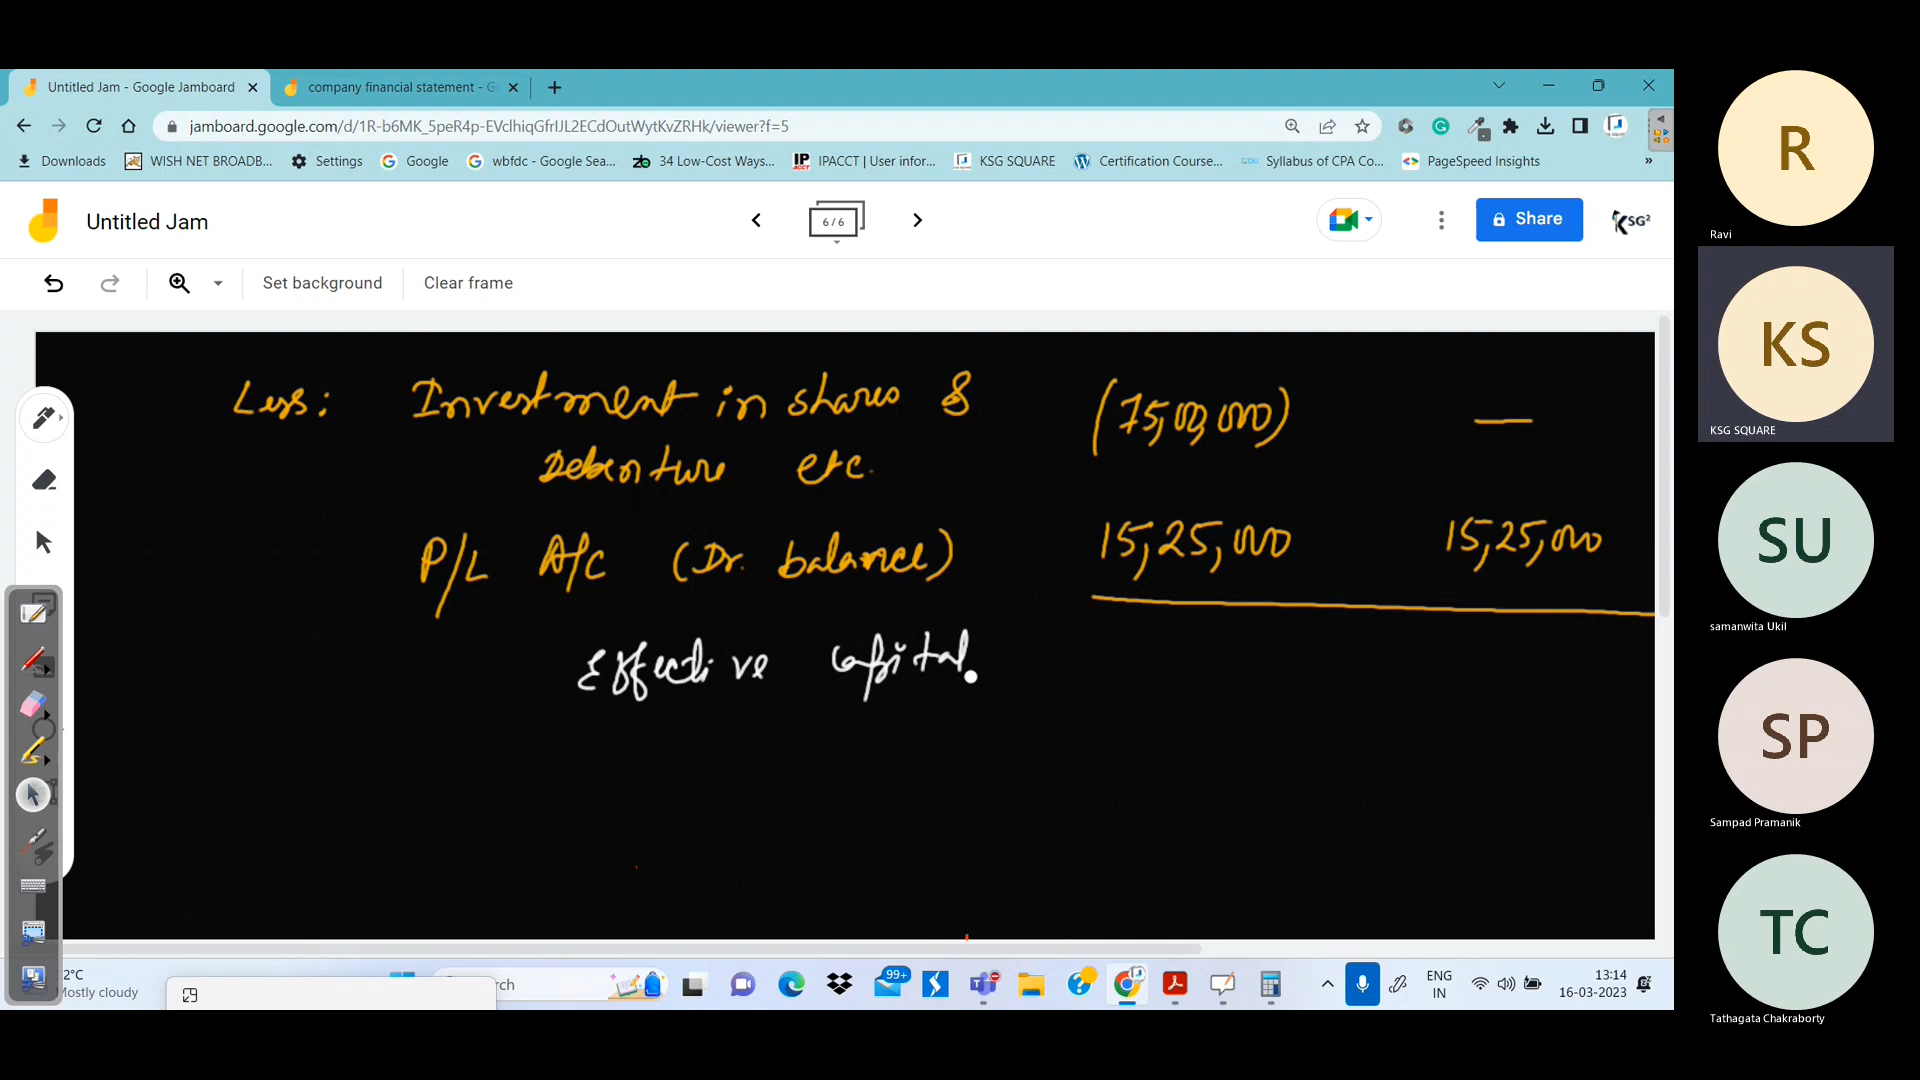 Untitled Jam - Google Jamboard
company financial statement - G
jamboard.google.com/d/1R-b6MK_5peR4p-EVclhiqGfrIJL2ECdOutWytKvZRHk/viewer?f=5
Downloads WISH NET BROADB... Settings Google wbfdc - Google Sea... 34 Low-Cost Ways... IPACCT | User infor... KSG SQUARE Certification Course... Syllabus of CPA Co... PageSpeed Insights »
Untitled Jam
6 / 6
Share
KSG²
Set background
Clear frame
Less: Investment in shares & (75,00,000) —
Debenture etc.
P/L A/C (Dr. balance) 15,25,000 15,25,000
Effective capital
2°C
Mostly cloudy
rch
99+
ENG
IN
13:14
16-03-2023
R
Ravi
KS
KSG SQUARE
SU
samanwita Ukil
SP
Sampad Pramanik
TC
Tathagata Chakraborty